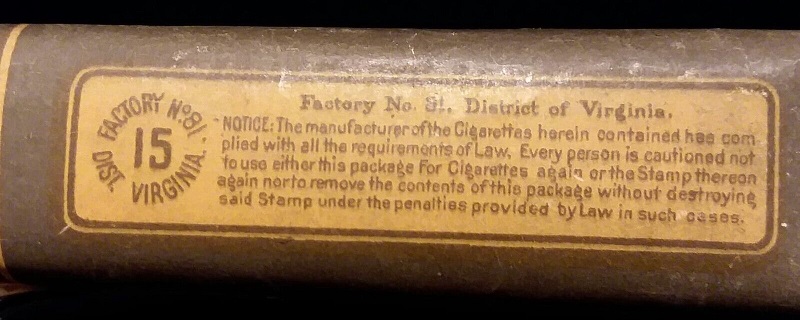 FACTORY No 81
15
DIST. VIRGINIA.
Factory No. 81. District of Virginia.
NOTICE: The manufacturer of the Cigarettes herein contained has com
plied with all the requirements of Law. Every person is cautioned not
to use either this package For Cigarettes again or the Stamp thereon
again nor to remove the contents of this package without destroying
said Stamp under the penalties provided by Law in such cases.